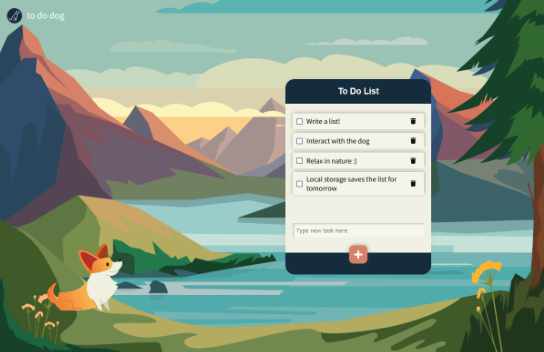 to do dog
To Do List
Write a list!
Interact with the dog
Relax in nature :)
Local storage saves the list for
tomorrow
Type new task here